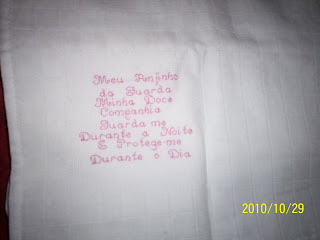 Meu Anjinho
da Guarda
Minha Doce
Companhia
Guarda-me
Durante a Noite
E Protege-me
Durante o Dia
2010/10/29